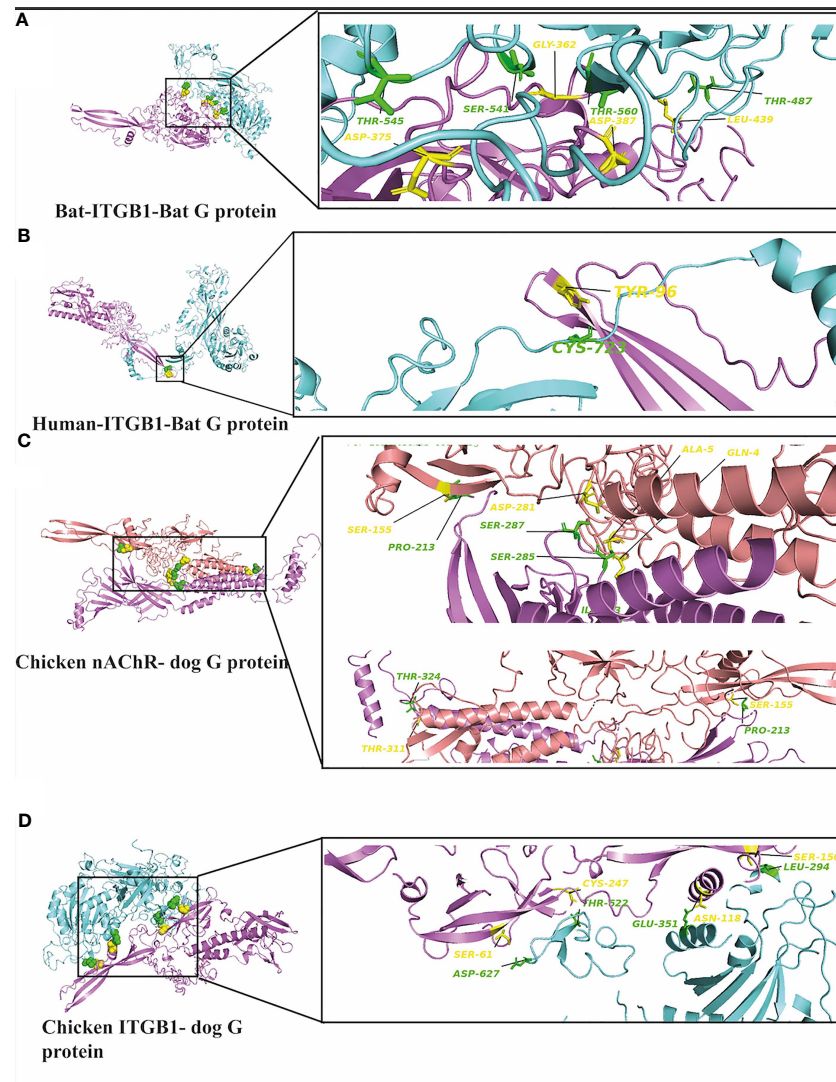 A
GLY-362
THR-545
SER-541
THR-560
THR-487
ASP-375
ASP-387
LEU-439
Bat-ITGB1-Bat G protein
B
TYR-96
CYS-723
Human-ITGB1-Bat G protein
C
ALA-5
GLN-4
SER-155
ASP-281
PRO-213
SER-287
SER-285
Chicken nAChR- dog G protein
THR-324
SER-155
THR-311
PRO-213
D
SER-150
LEU-294
CYS-247
THR-622
GLU-351
ASN-118
SER-61
ASP-627
Chicken ITGB1- dog G
protein